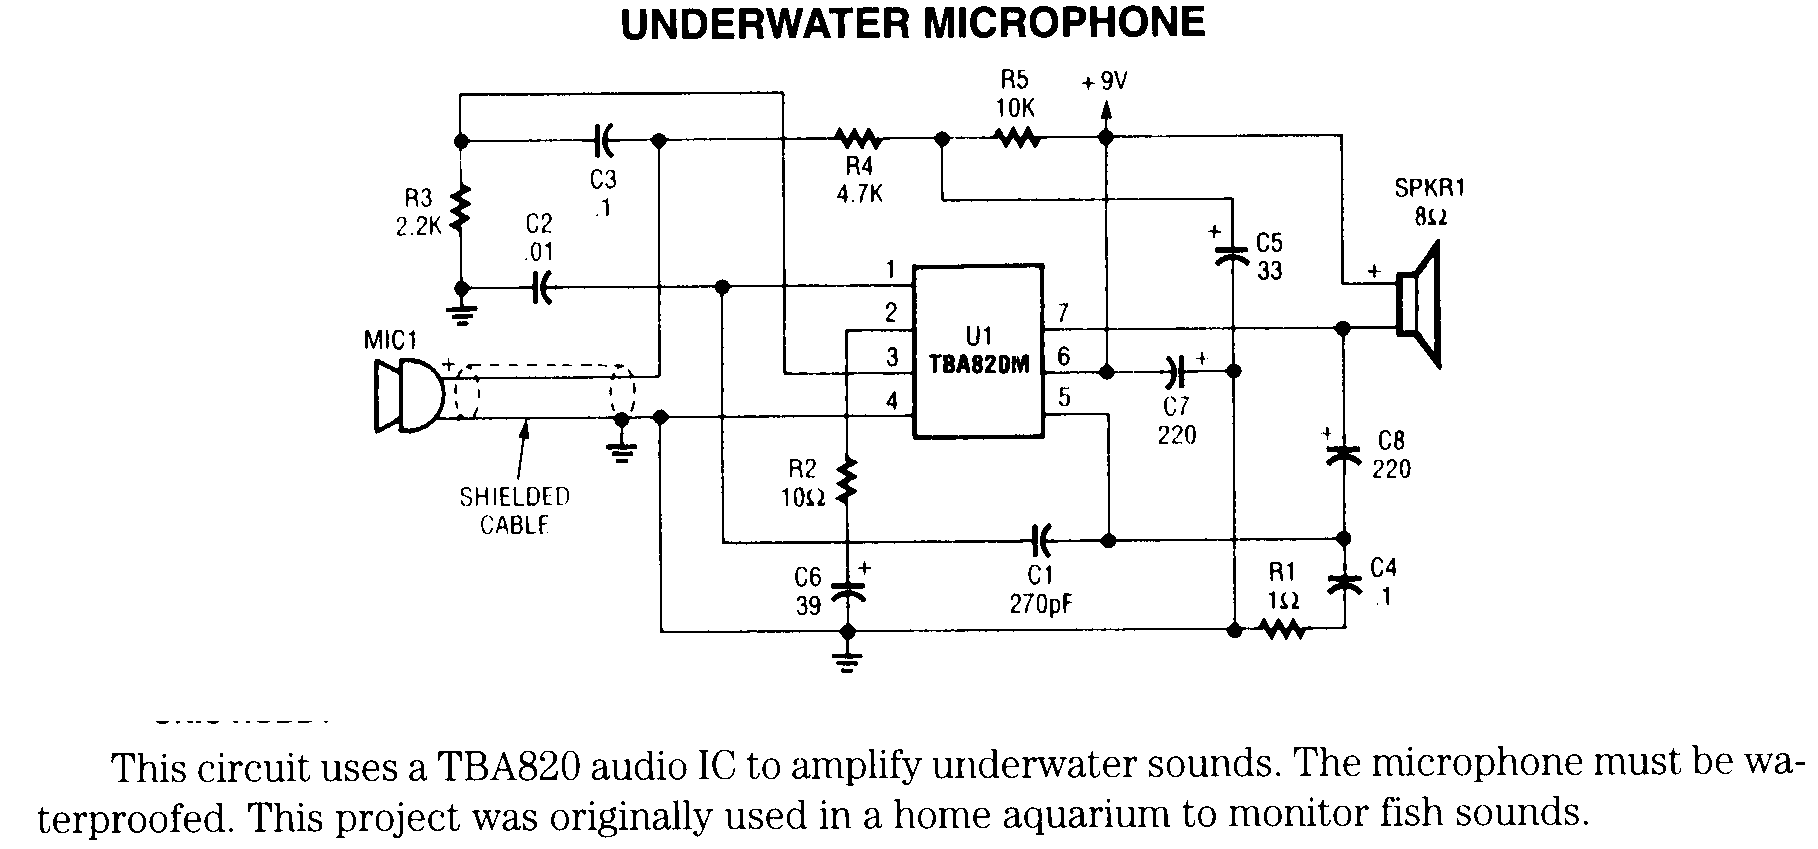 UNDERWATER MICROPHONE
R5
10K
+ 9V
C3
.1
R4
4.7K
SPKR1
8Ω
R3
2.2K
C2
.01
+
C5
33
+
1
2
3
4
U1
TBA820DM
7
6
5
MIC1
+
+
C7
220
+
C8
220
R2
10Ω
SHIELDED
CABLE
C6
39
+
C1
270pF
R1
1Ω
C4
.1
This circuit uses a TBA820 audio IC to amplify underwater sounds. The microphone must be wa-
terproofed. This project was originally used in a home aquarium to monitor fish sounds.